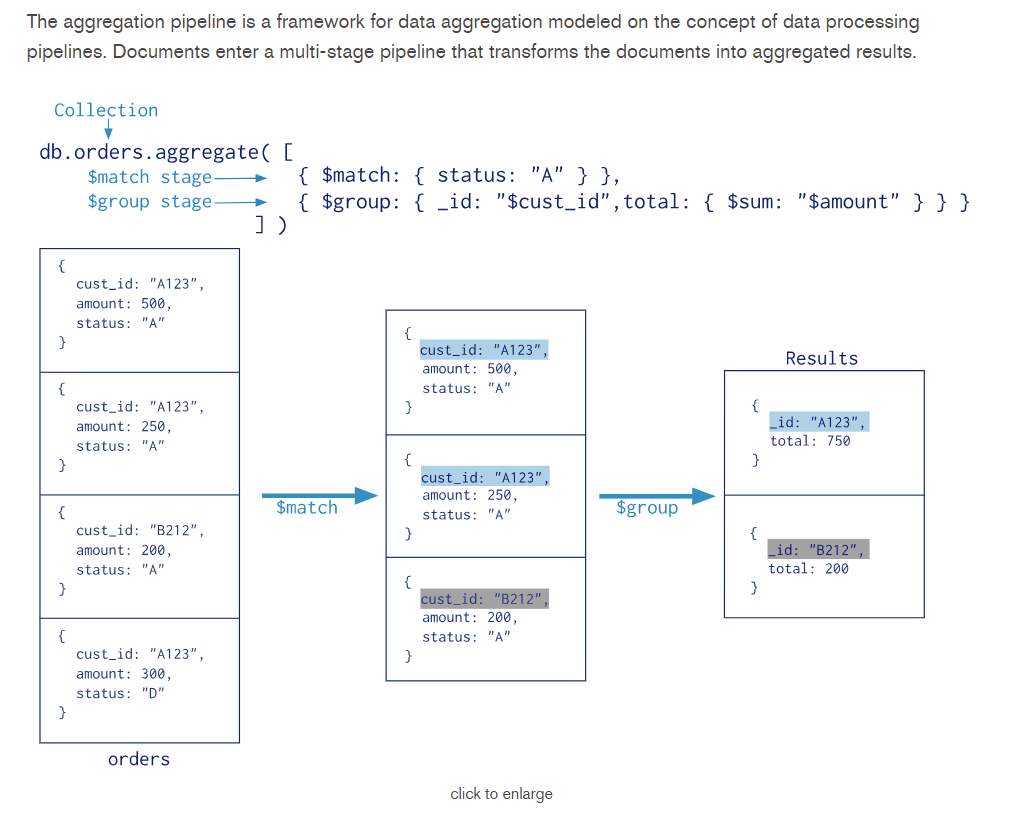 The aggregation pipeline is a framework for data aggregation modeled on the concept of data processing
pipelines. Documents enter a multi-stage pipeline that transforms the documents into aggregated results.
Collection
db.orders.aggregate( [
$match stage { $match: { status: "A" } },
$group stage { $group: { _id: "$cust_id",total: { $sum: "$amount" } } }
] )
{
cust_id: "A123",
amount: 500,
status: "A"
}
{
cust_id: "A123",
amount: 250,
status: "A"
}
{
cust_id: "B212",
amount: 200,
status: "A"
}
{
cust_id: "A123",
amount: 300,
status: "D"
}
orders
$match
{
cust_id: "A123",
amount: 500,
status: "A"
}
{
cust_id: "A123",
amount: 250,
status: "A"
}
{
cust_id: "B212",
amount: 200,
status: "A"
}
$group
Results
{
_id: "A123",
total: 750
}
{
_id: "B212",
total: 200
}
click to enlarge